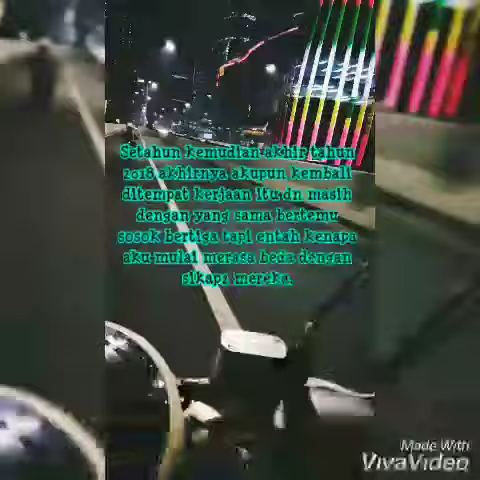 Setahun kemudian akhir tahun
2018 akhirnya akupun kembali
ditempat kerjaan itu dn masih
dengan yang sama bertemu
sosok bertiga tapi entah kenapa
aku mulai merasa beda dengan
sikapz mereka.
Made With
VivaVideo